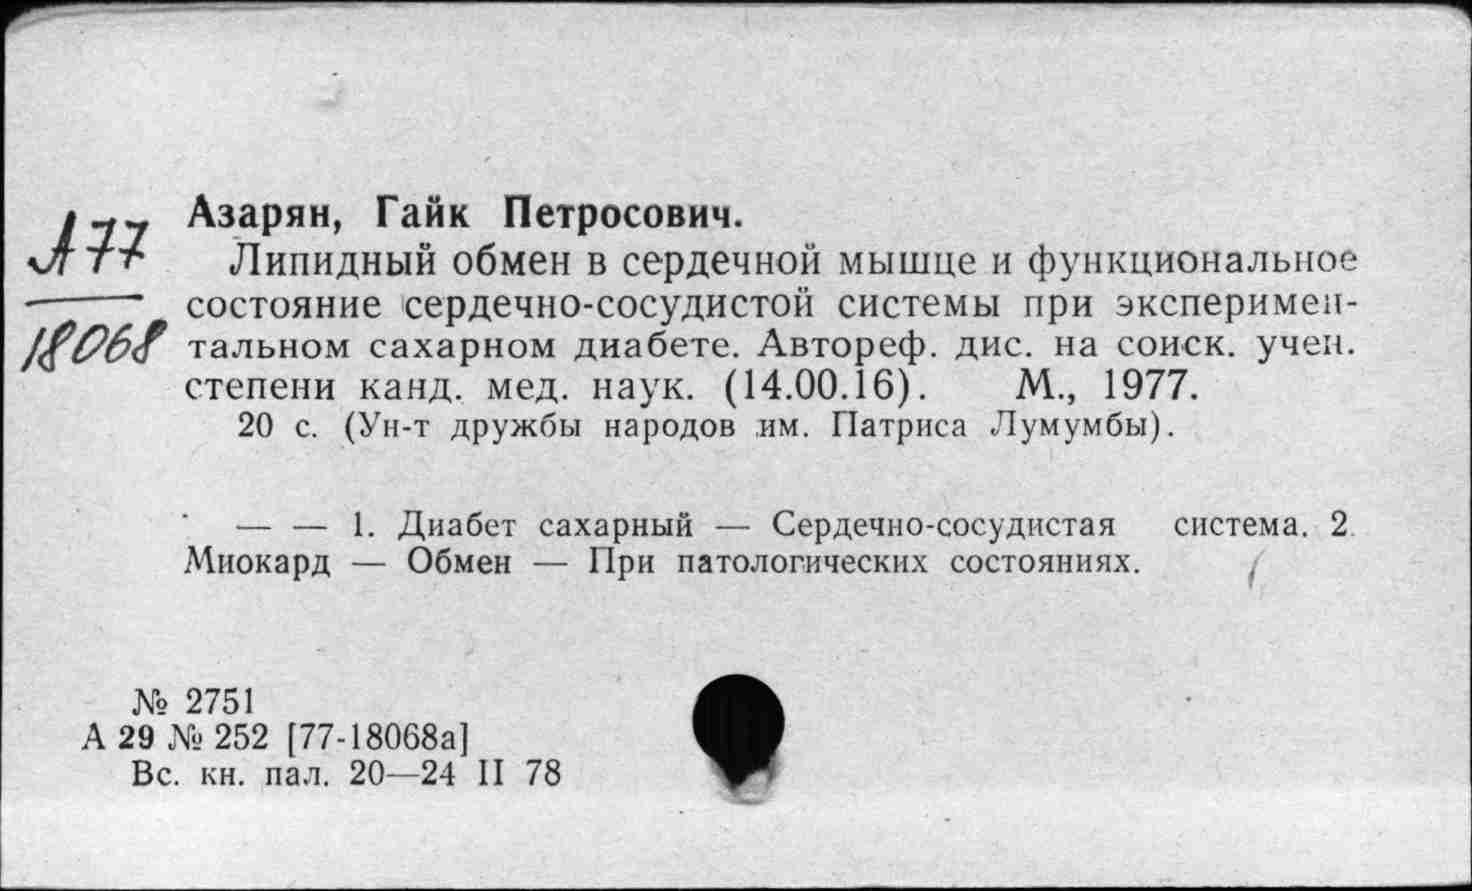 А77
18068
Азарян, Гайк Петросович.
Липидный обмен в сердечной мышце и функциональное
состояние сердечно-сосудистой системы при эксперимен-
тальном сахарном диабете. Автореф. дис. на соиск. учен.
степени канд. мед. наук. (14.00.16). М., 1977.
20 с. (Ун-т дружбы народов им. Патриса Лумумбы).
— — 1. Диабет сахарный — Сердечно-сосудистая система. 2.
Миокард — Обмен — При патологических состояниях.
№ 2751
А 29 № 252 [77-18068а]
Вс. кн. пал. 20—24 II 78